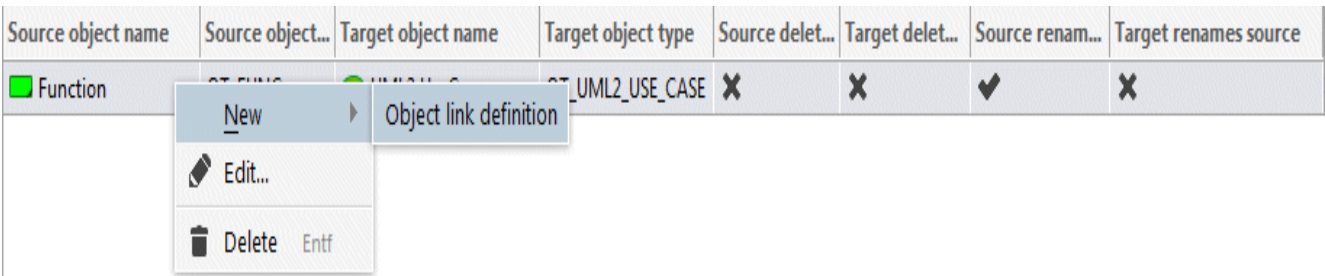 Source object name Source object... Target object name Target object type Source delet... Target delet... Source renam... Target renames source
Function _UML2_USE_CASE
New Object link definition
Edit...
Delete Entf